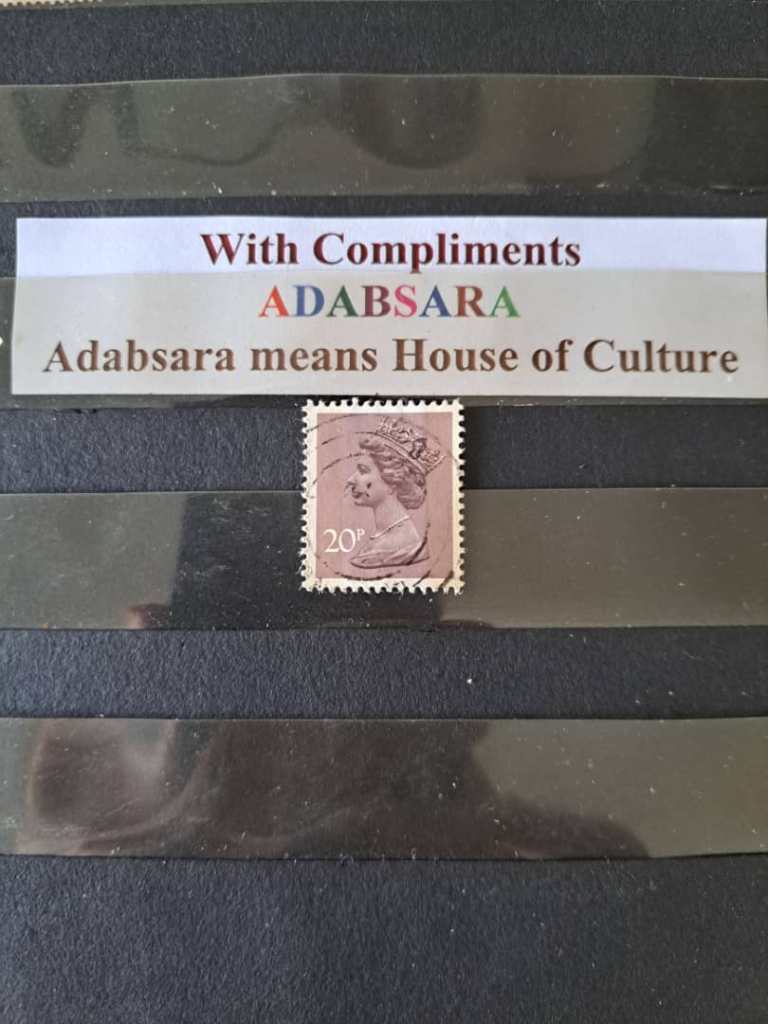 With Compliments
ADABSARA
Adabsara means House of Culture
20P